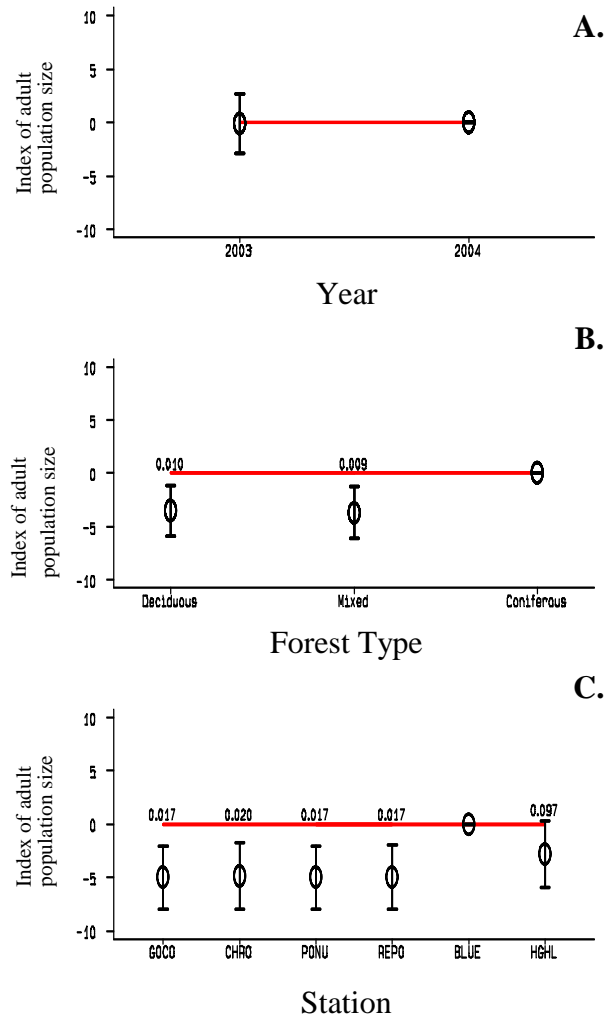 A.
Index of adult
population size
10
5
0
-5
-10
2003 2004
Year
B.
Index of adult
population size
10
5
0
-5
-10
0.010 0.009
Deciduous Mixed Coniferous
Forest Type
C.
Index of adult
population size
10
5
0
-5
-10
0.017 0.020 0.017 0.017 0.097
GOCO CHRO PONU REPO BLUE HGHL
Station